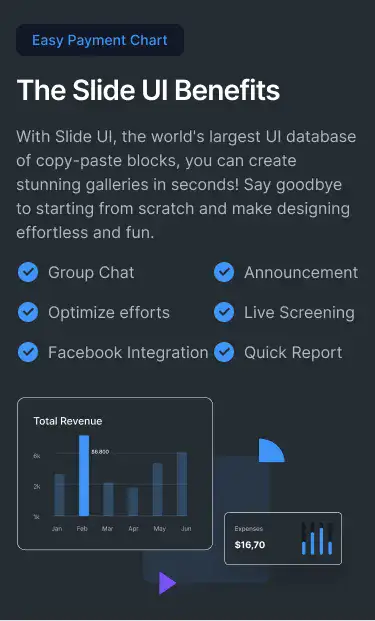 Easy Payment Chart
The Slide UI Benefits
With Slide UI, the world's largest UI database
of copy-paste blocks, you can create
stunning galleries in seconds! Say goodbye
to starting from scratch and make designing
effortless and fun.
Group Chat
Announcement
Optimize efforts
Live Screening
Facebook Integration
Quick Report
Total Revenue
$6.800
6k
2k
1k
Jan Feb Mar Apr May Jun
Expenses
$16,70